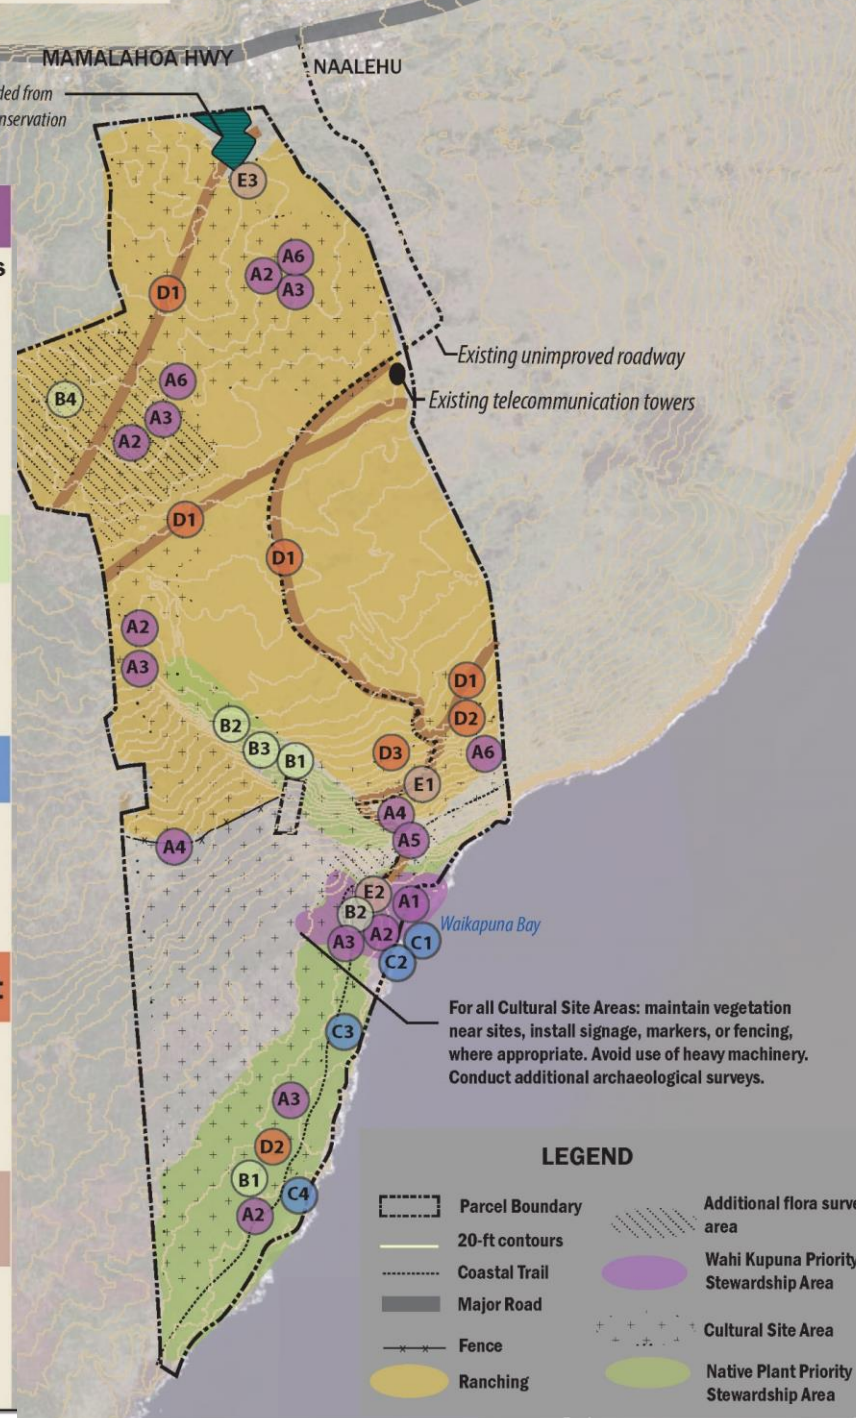 MAMALAHOA HWY
NAALEHU
ded from
nservation
E3
A6
A2
A3
D1
Existing unimproved roadway
Existing telecommunication towers
A6
B4
A3
A2
D1
D1
A2
A3
D1
B2
D2
B3
B1
D3
A6
E1
A4
A5
A4
E2
A1
B2
Waikapuna Bay
A2
C1
A3
C2
For all Cultural Site Areas: maintain vegetation
near sites, install signage, markers, or fencing,
where appropriate. Avoid use of heavy machinery.
Conduct additional archaeological surveys.
C3
A3
D2
B1
C4
A2
LEGEND
Parcel Boundary
20-ft contours
Coastal Trail
Major Road
Fence
Ranching
Additional flora surve
area
Wahi Kupuna Priority
Stewardship Area
Cultural Site Area
Native Plant Priority
Stewardship Area